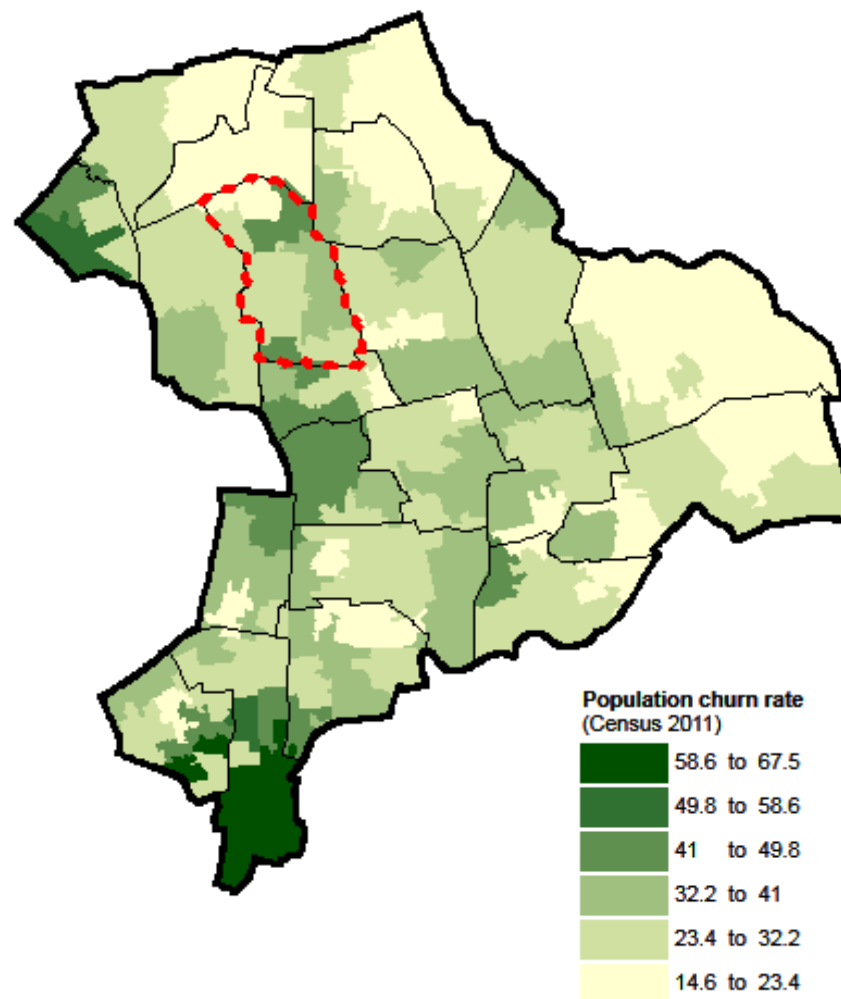 Population churn rate
(Census 2011)
58.6 to 67.5
49.8 to 58.6
41 to 49.8
32.2 to 41
23.4 to 32.2
14.6 to 23.4